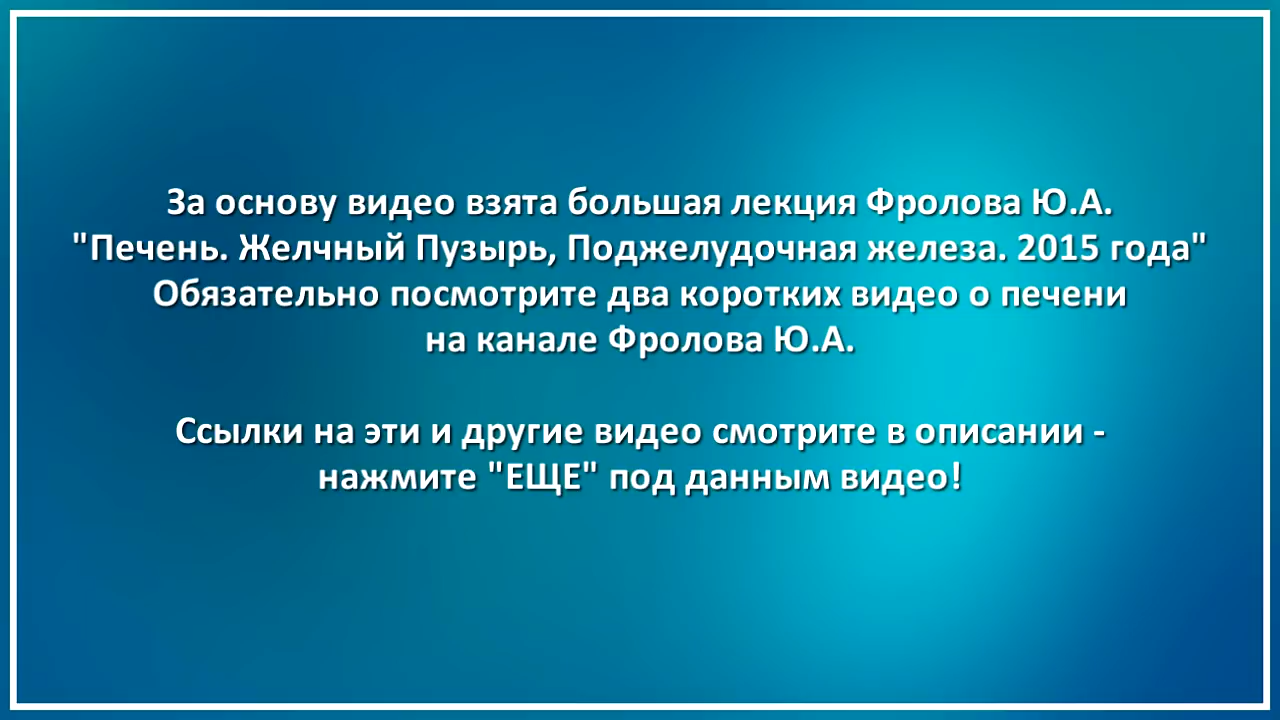 За основу видео взята большая лекция Фролова Ю.А.
"Печень. Желчный Пузырь, Поджелудочная железа. 2015 года"
Обязательно посмотрите два коротких видео о печени
на канале Фролова Ю.А.
Ссылки на эти и другие видео смотрите в описании -
нажмите "ЕЩЕ" под данным видео!